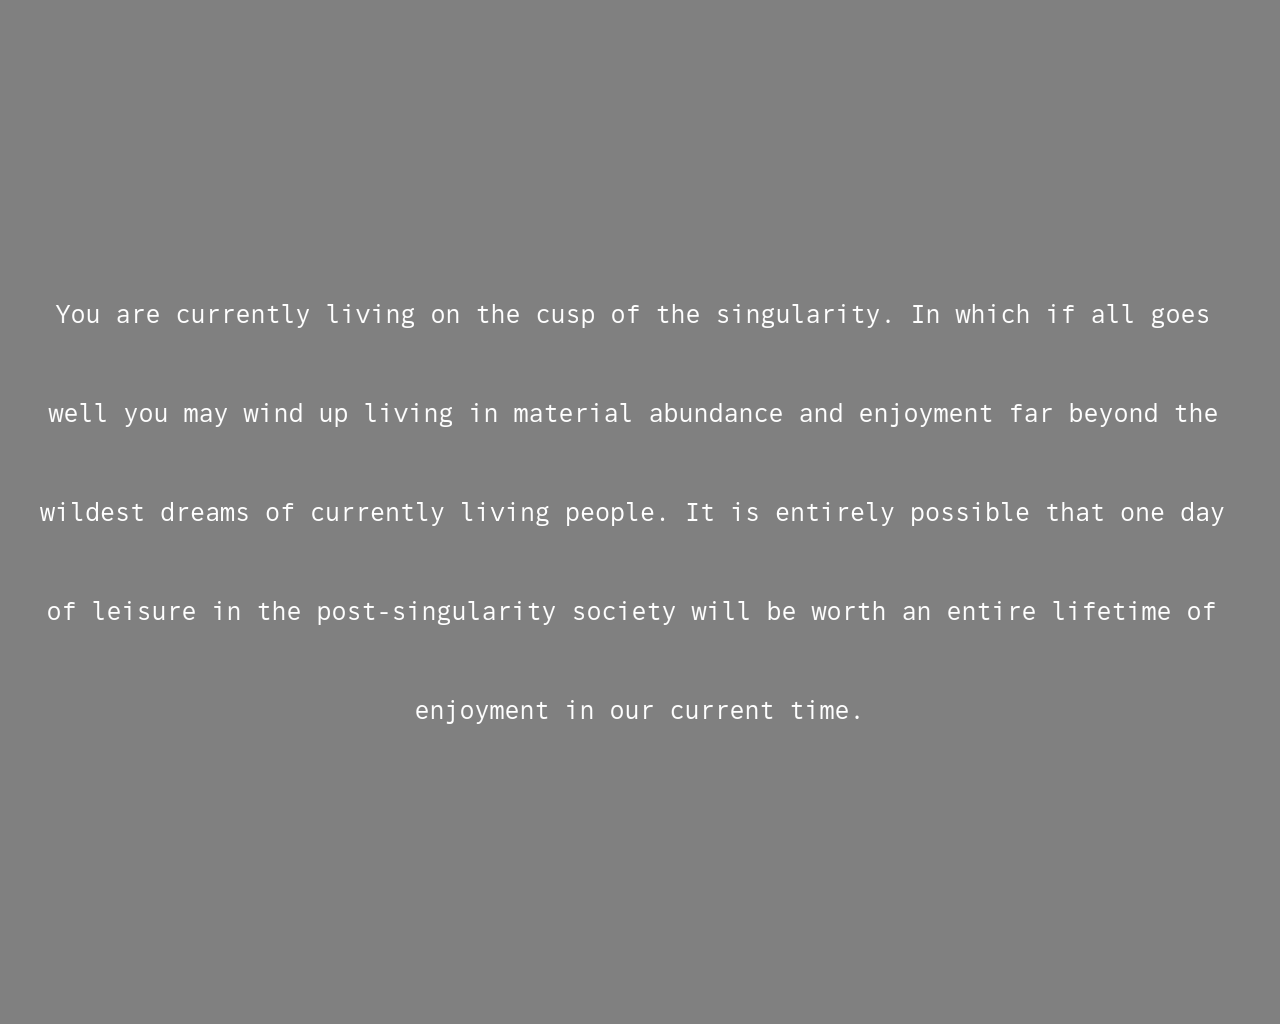 You are currently living on the cusp of the singularity. In which if all goes
well you may wind up living in material abundance and enjoyment far beyond the
wildest dreams of currently living people. It is entirely possible that one day
of leisure in the post-singularity society will be worth an entire lifetime of
enjoyment in our current time.